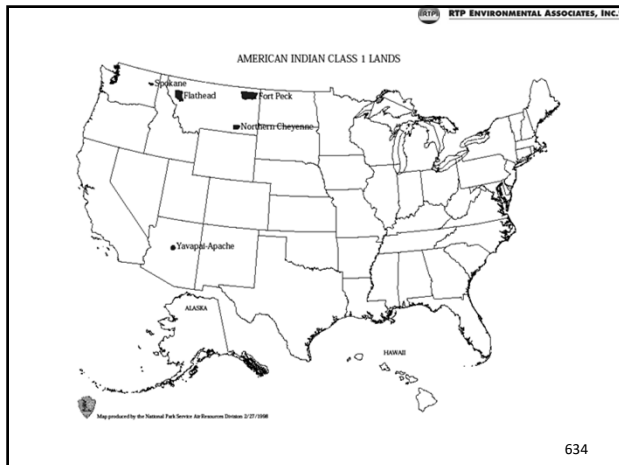 RTP ENVIRONMENTAL ASSOCIATES, INC.
AMERICAN INDIAN CLASS 1 LANDS
Spokane
Flathead
Fort Peck
Northern Cheyenne
Yavapai-Apache
ALASKA
HAWAII
Map produced by the National Park Service Air Resources Division 2/27/1998
634